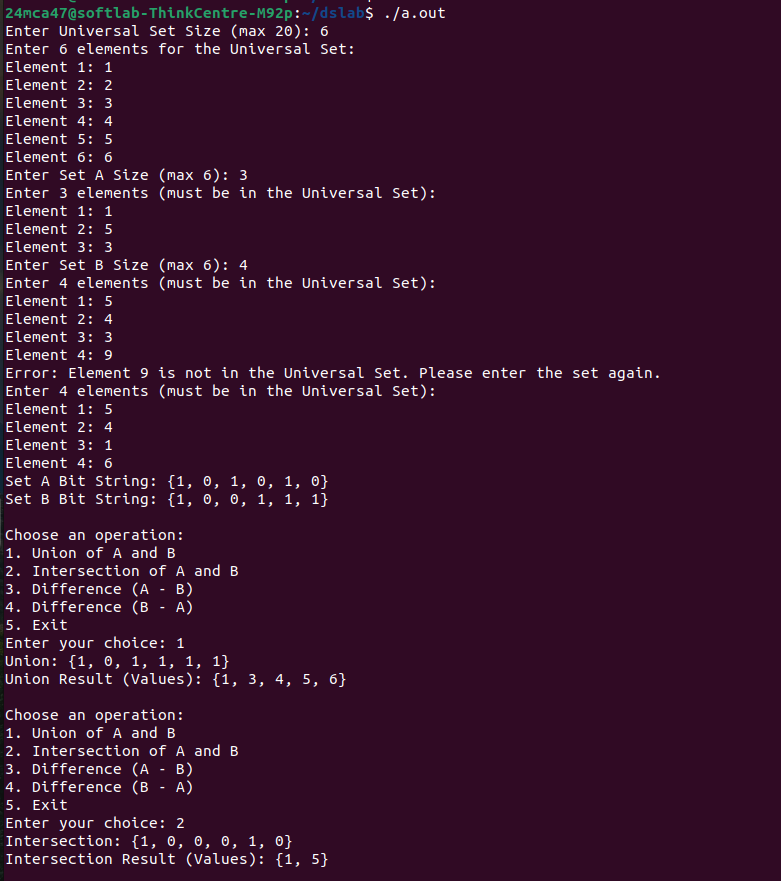 24mca47@softlab-ThinkCentre-M92p:~/dslab$ ./a.out
Enter Universal Set Size (max 20): 6
Enter 6 elements for the Universal Set:
Element 1: 1
Element 2: 2
Element 3: 3
Element 4: 4
Element 5: 5
Element 6: 6
Enter Set A Size (max 6): 3
Enter 3 elements (must be in the Universal Set):
Element 1: 1
Element 2: 5
Element 3: 3
Enter Set B Size (max 6): 4
Enter 4 elements (must be in the Universal Set):
Element 1: 5
Element 2: 4
Element 3: 3
Element 4: 9
Error: Element 9 is not in the Universal Set. Please enter the set again.
Enter 4 elements (must be in the Universal Set):
Element 1: 5
Element 2: 4
Element 3: 1
Element 4: 6
Set A Bit String: {1, 0, 1, 0, 1, 0}
Set B Bit String: {1, 0, 0, 1, 1, 1}

Choose an operation:
1. Union of A and B
2. Intersection of A and B
3. Difference (A - B)
4. Difference (B - A)
5. Exit
Enter your choice: 1
Union: {1, 0, 1, 1, 1, 1}
Union Result (Values): {1, 3, 4, 5, 6}

Choose an operation:
1. Union of A and B
2. Intersection of A and B
3. Difference (A - B)
4. Difference (B - A)
5. Exit
Enter your choice: 2
Intersection: {1, 0, 0, 0, 1, 0}
Intersection Result (Values): {1, 5}